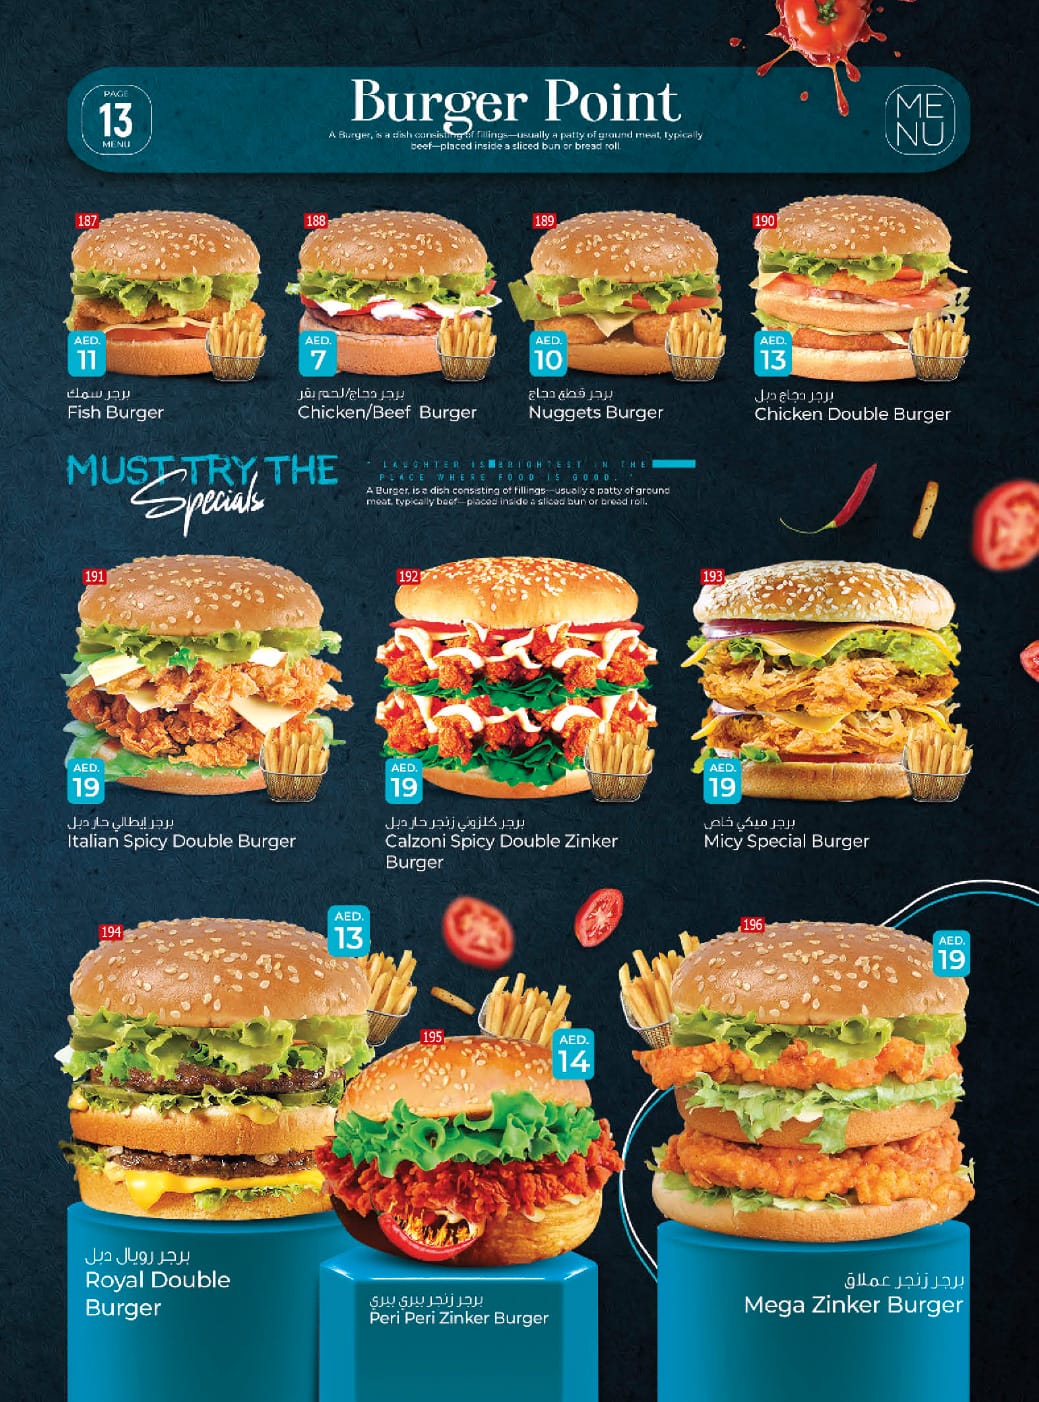 PAGE
13
MENU
Burger Point
A Burger, is a dish consisting of fillings—usually a patty of ground meat, typically
beef—placed inside a sliced bun or bread roll.
ME
NU
187
AED.
11
برجر سمك
Fish Burger
188
AED.
7
برجر دجاج/لحم بقر
Chicken/Beef Burger
189
AED.
10
برجر قطع دجاج
Nuggets Burger
190
AED.
13
برجر دجاج دبل
Chicken Double Burger
MUST TRY THE
Specials
" LAUGHTER IS BRIGHTEST IN THE
PLACE WHERE FOOD IS GOOD.
A Burger, is a dish consisting of fillings—usually a patty of ground
meat, typically beef—placed inside a sliced bun or bread roll.
191
AED.
19
برجر إيطالي حار دبل
Italian Spicy Double Burger
192
AED.
19
برجر كلزوني زنجر حار دبل
Calzoni Spicy Double Zinker
Burger
193
AED.
19
برجر ميكي خاص
Micy Special Burger
194
AED.
13
برجر رويال دبل
Royal Double
Burger
195
AED.
14
برجر زنجر بيري بيري
Peri Peri Zinker Burger
196
AED.
19
برجر زنجر عملاق
Mega Zinker Burger